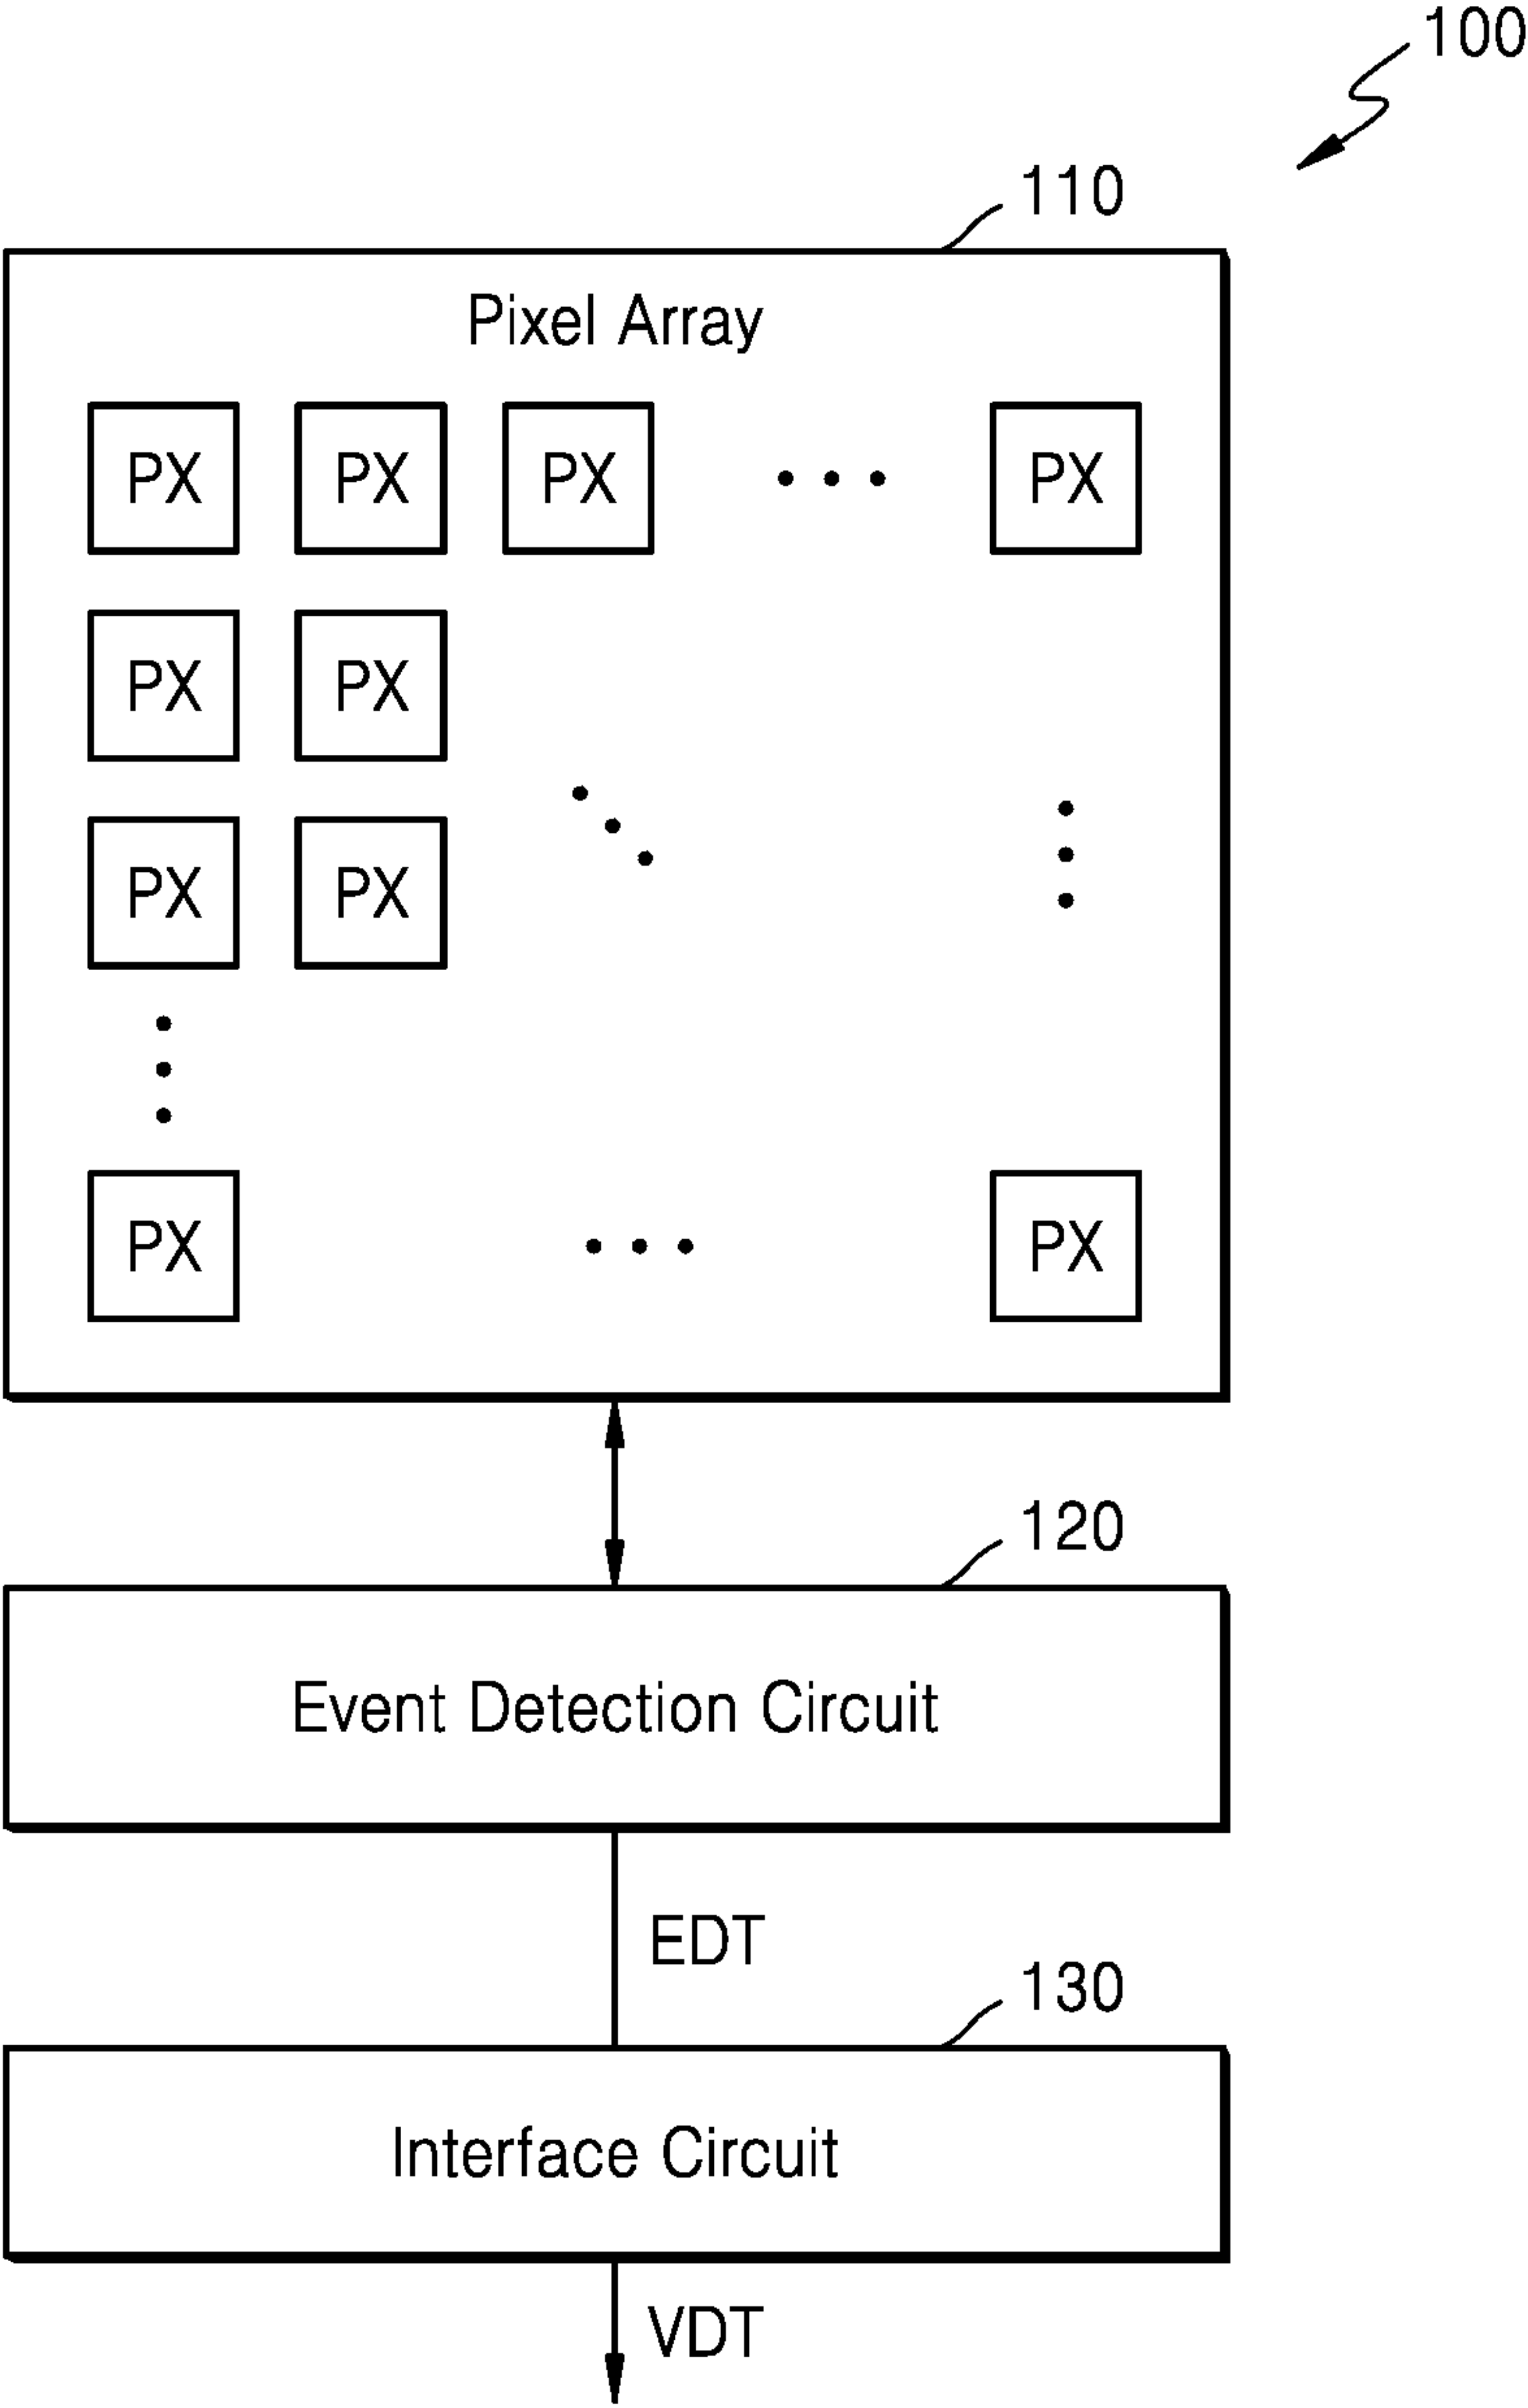 100
110
Pixel Array
PX PX PX PX
PX PX
PX PX
PX PX
120
Event Detection Circuit
EDT
130
Interface Circuit
VDT